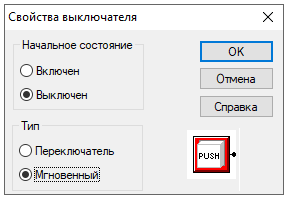 Свойства выключателя
Начальное состояние
Включен
Выключен
OK
Отмена
Справка
Тип
Переключатель
Мгновенный
PUSH